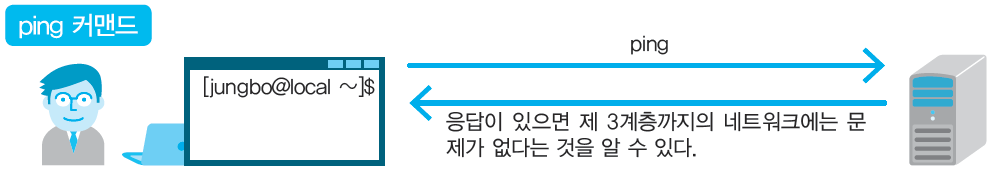 ping 커맨드
ping
[jungbo@local ～]$
응답이 있으면 제 3계층까지의 네트워크에는 문
제가 없다는 것을 알 수 있다.